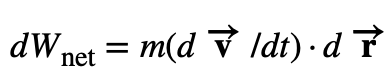 dW_net = m(d v⃗ /dt) · d r⃗